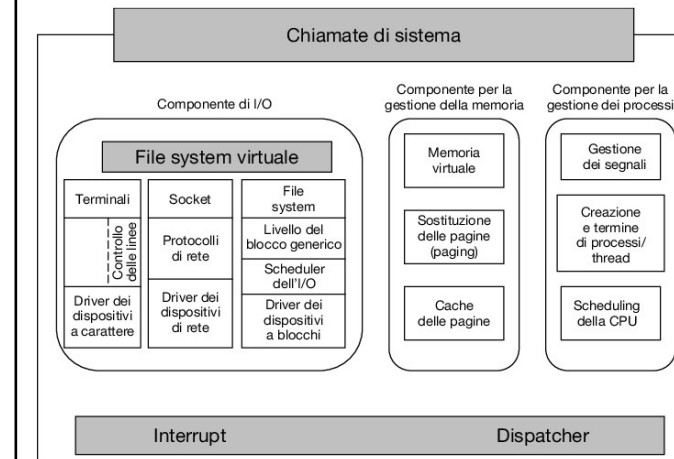 Chiamate di sistema
Componente di I/O
Componente per la
gestione della memoria
Componente per la
gestione dei processi
File system virtuale
Terminali
Controllo
delle linee
Driver dei
dispositivi
a carattere
Socket
Protocolli
di rete
Driver dei
dispositivi
di rete
File
system
Livello del
blocco generico
Scheduler
dell'I/O
Driver dei
dispositivi
a blocchi
Memoria
virtuale
Sostituzione
delle pagine
(paging)
Cache
delle pagine
Gestione
dei segnali
Creazione
e termine
di processi/
thread
Scheduling
della CPU
Interrupt
Dispatcher